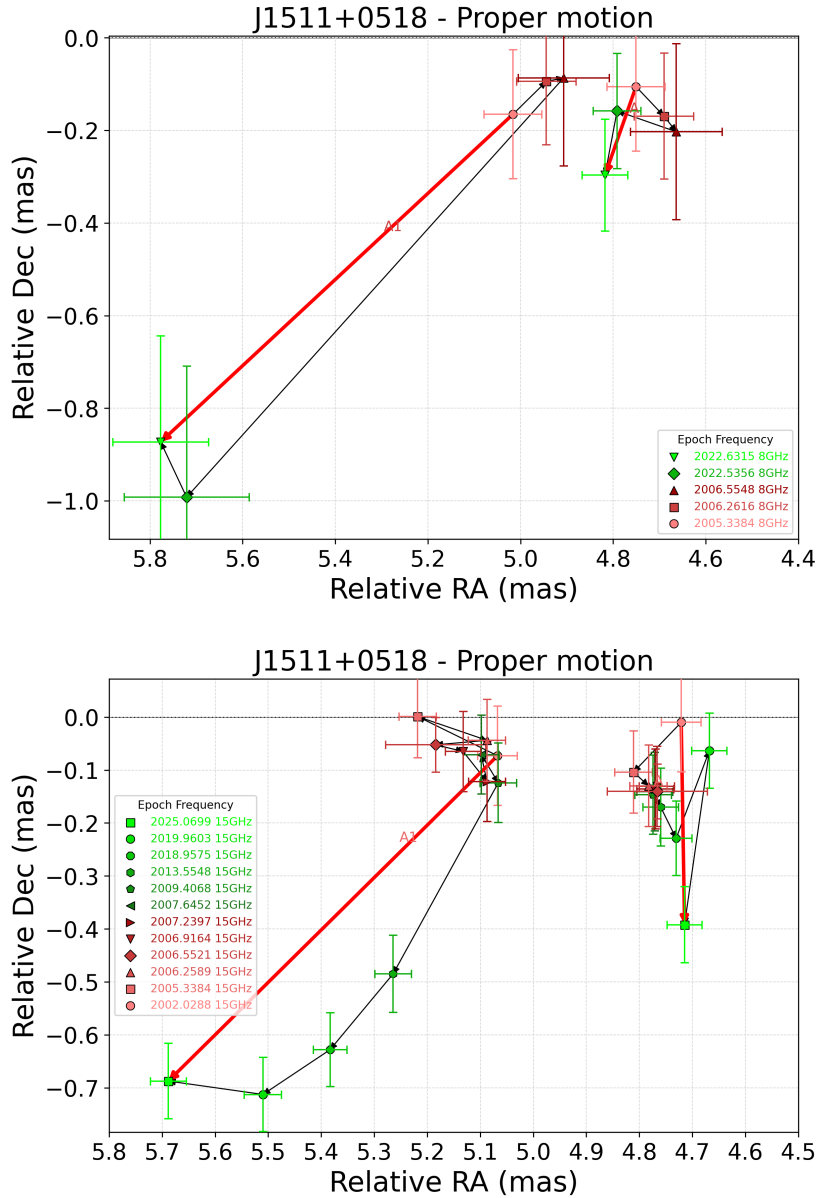 J1511+0518 - Proper motion
0.0
−0.2
−0.4
−0.6
−0.8
−1.0
Relative Dec (mas)
A1
A
Epoch Frequency
2022.6315 8GHz
2022.5356 8GHz
2006.5548 8GHz
2006.2616 8GHz
2005.3384 8GHz
5.8 5.6 5.4 5.2 5.0 4.8 4.6 4.4
Relative RA (mas)
J1511+0518 - Proper motion
0.0
−0.1
−0.2
−0.3
−0.4
−0.5
−0.6
−0.7
Relative Dec (mas)
A1
Epoch Frequency
2025.0699 15GHz
2019.9603 15GHz
2018.9575 15GHz
2013.5548 15GHz
2009.4068 15GHz
2007.6452 15GHz
2007.2397 15GHz
2006.9164 15GHz
2006.5521 15GHz
2006.2589 15GHz
2005.3384 15GHz
2002.0288 15GHz
5.8 5.7 5.6 5.5 5.4 5.3 5.2 5.1 5.0 4.9 4.8 4.7 4.6 4.5
Relative RA (mas)